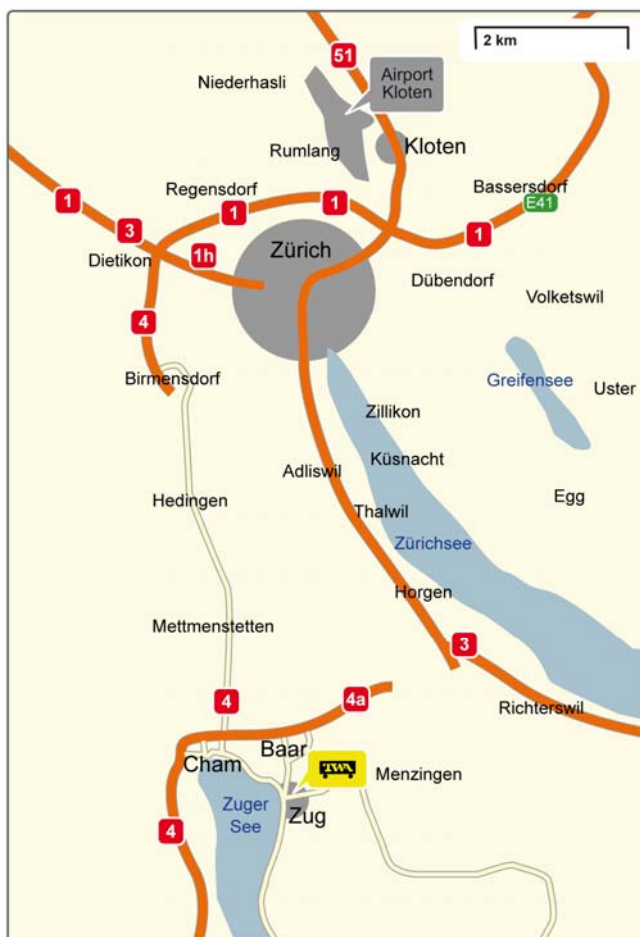 2 km
51
Niederhasli
Airport
Kloten
Rumlang
Kloten
Regensdorf
Bassersdorf
1
1
1
E41
3
1
Dietikon
1h
Zürich
Dübendorf
Volketswil
4
Birmensdorf
Greifensee
Uster
Zillikon
Küsnacht
Adliswil
Hedingen
Egg
Thalwil
Zürichsee
Horgen
Mettmenstetten
3
4
4a
Richterswil
Baar
Cham
TWA
Menzingen
Zuger
See
Zug
4